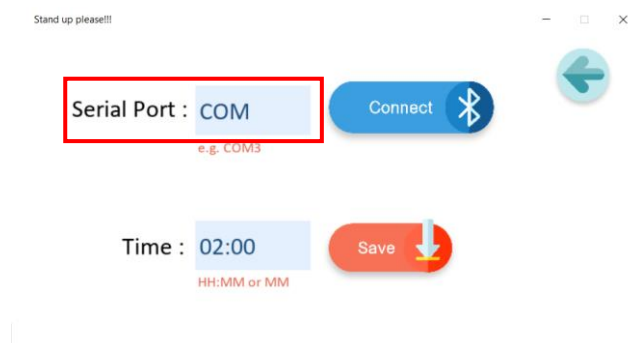 Stand up please!!!
Serial Port : COM Connect
e.g. COM3
Time : 02:00 Save
HH:MM or MM